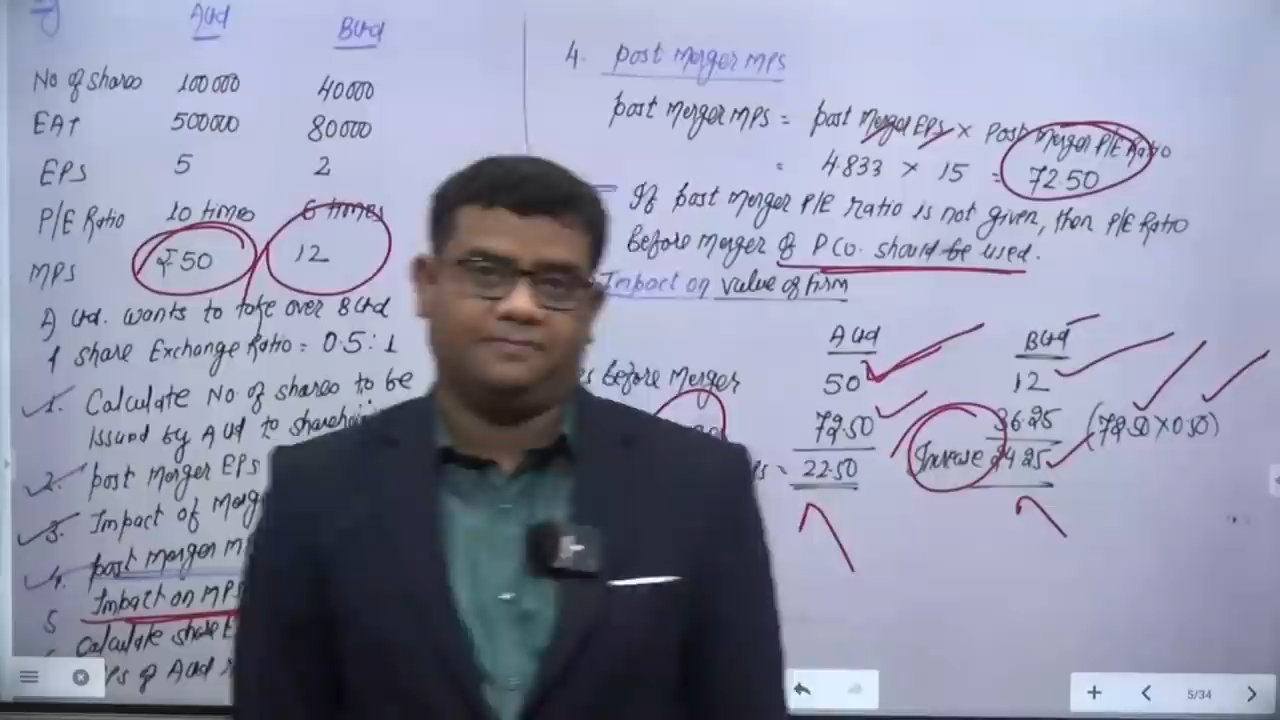 A Ltd B Ltd
No of shares 100000 40000
EAT 500000 80000
EPS 5 2
P/E Ratio 10 times 6 times
MPS ₹50 12
A Ltd. wants to take over B Ltd
share Exchange Ratio = 0.5 : 1
1. Calculate No of shares to be
Issued by A Ltd to
2. post merger EPS
3. Impact of
4. post merger
5 Impact on MPS
Calculate share
of A Ltd
4. post merger MPS
post merger MPS = post merger EPS × Post merger P/E Ratio
= 4.833 × 15 = 72.50
If post merger P/E ratio is not given, then P/E Ratio
Before merger of P Co. should be used.
Impact on value of firm
A Ltd B Ltd
before merger 50 12
72.50 36.25 (72.50 × 0.50)
= 22.50 Increase 24.25
5/34